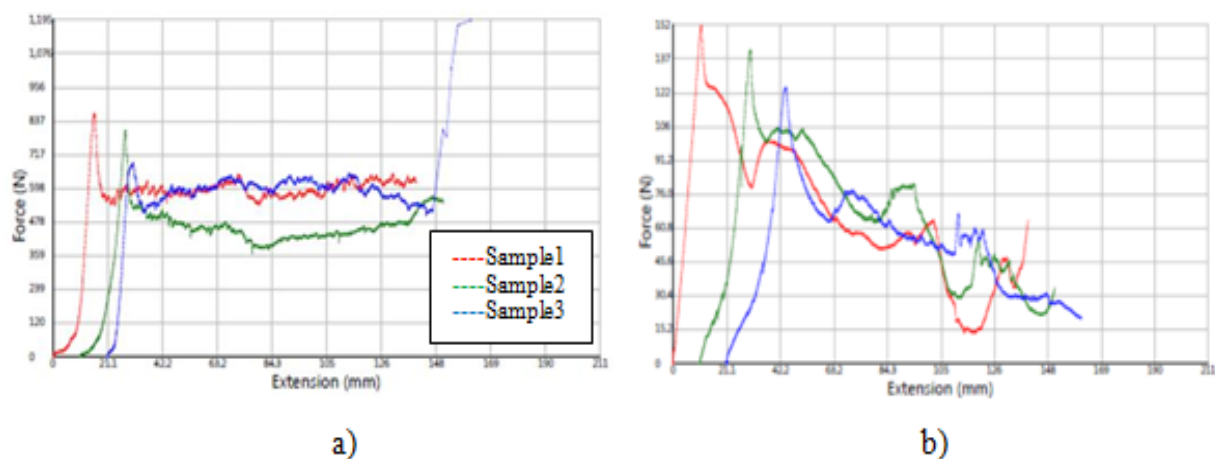 1,195
1,076
956
837
757
598
478
359
299
120
0
Force (N)
0 21.1 42.2 63.2 84.3 105 126 148 169 190 211
Extension (mm)
Sample1
Sample2
Sample3
a)
152
137
122
106
91.2
76.0
60.8
45.6
30.4
15.2
0
Force (N)
0 21.1 42.2 63.2 84.3 105 126 148 169 190 211
Extension (mm)
b)